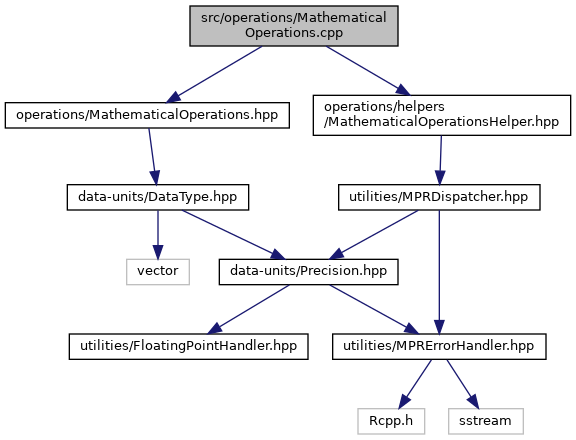 src/operations/Mathematical
Operations.cpp
operations/MathematicalOperations.hpp
operations/helpers
/MathematicalOperationsHelper.hpp
data-units/DataType.hpp
utilities/MPRDispatcher.hpp
vector
data-units/Precision.hpp
utilities/FloatingPointHandler.hpp
utilities/MPRErrorHandler.hpp
Rcpp.h
sstream